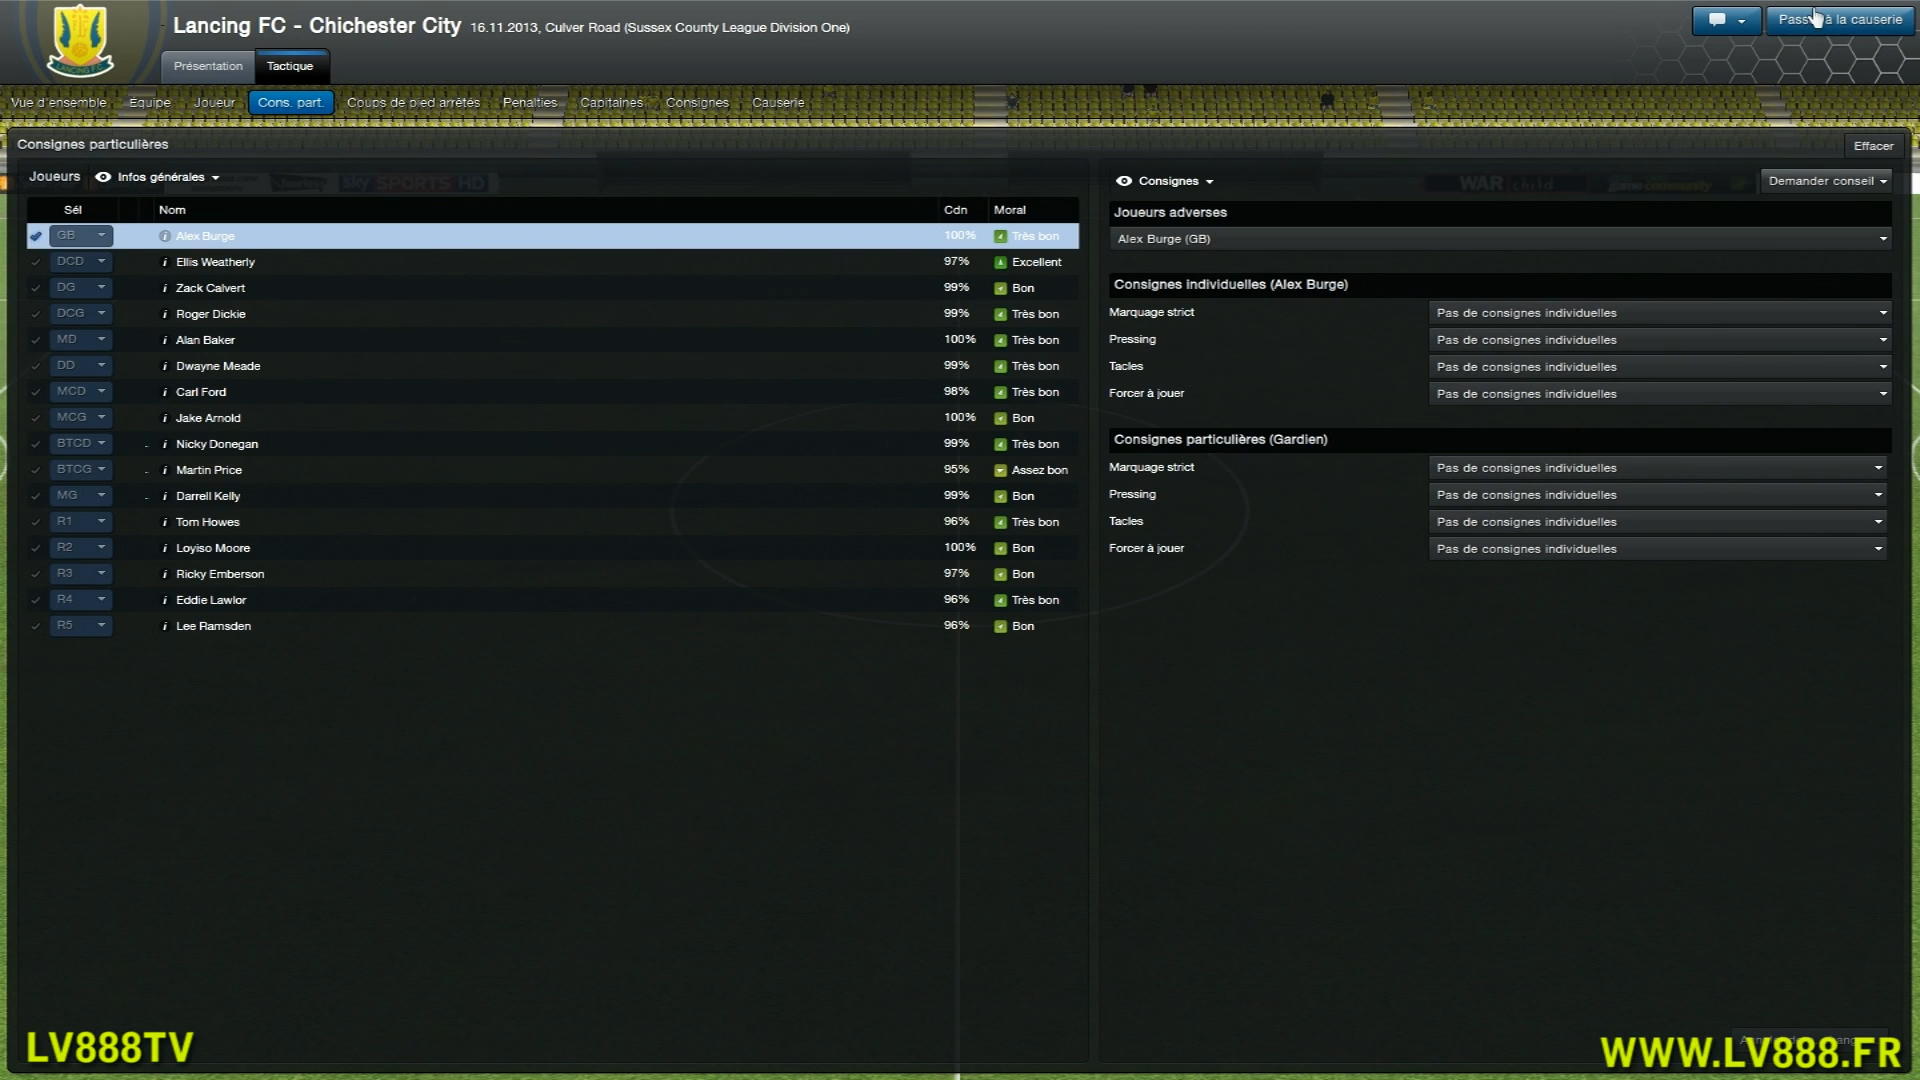 Lancing FC - Chichester City 16.11.2013, Culver Road (Sussex County League Division One)
à la causerie
LANCING F.C.
Présentation Tactique
Vue d'ensemble Equipe Joueur Cons. part. Coups de pied arrêtés Penalties Capitaines Consignes Causerie
Consignes particulières Effacer
Joueurs Infos générales Consignes Demander conseil
sky SPORTS HD WAR child
Sél Nom Cdn Moral
GB Alex Burge 100% Très bon
DCD Ellis Weatherly 97% Excellent
DG Zack Calvert 99% Bon
DCG Roger Dickie 99% Très bon
MD Alan Baker 100% Très bon
DD Dwayne Meade 99% Très bon
MCD Carl Ford 98% Très bon
MCG Jake Arnold 100% Bon
BTCD Nicky Donegan 99% Très bon
BTCG Martin Price 95% Assez bon
MG Darrell Kelly 99% Bon
R1 Tom Howes 96% Très bon
R2 Loyiso Moore 100% Bon
R3 Ricky Emberson 97% Bon
R4 Eddie Lawlor 96% Très bon
R5 Lee Ramsden 96% Bon
Joueurs adverses
Alex Burge (GB)
Consignes individuelles (Alex Burge)
Marquage strict Pas de consignes individuelles
Pressing Pas de consignes individuelles
Tacles Pas de consignes individuelles
Forcer à jouer Pas de consignes individuelles
Consignes particulières (Gardien)
Marquage strict Pas de consignes individuelles
Pressing Pas de consignes individuelles
Tacles Pas de consignes individuelles
Forcer à jouer Pas de consignes individuelles
LV888TV
WWW.LV888.FR